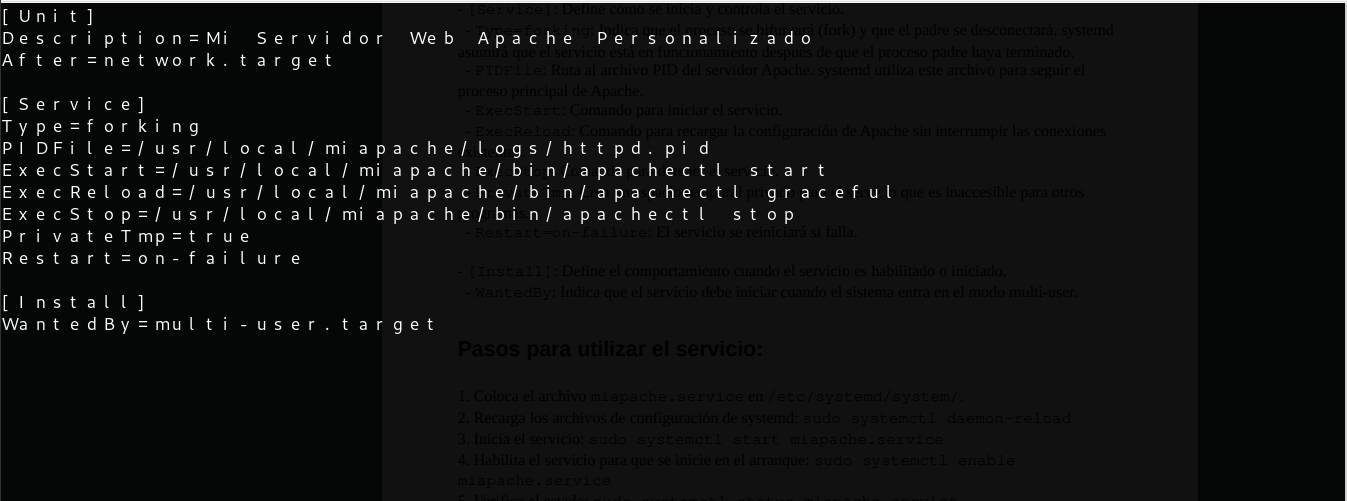 [Unit]
Description=Mi Servidor Web Apache Personalizado
After=network.target
[Service]
Type=forking
PIDFile=/usr/local/miapache/logs/httpd.pid
ExecStart=/usr/local/miapache/bin/apachectl start
ExecReload=/usr/local/miapache/bin/apachectl graceful
ExecStop=/usr/local/miapache/bin/apachectl stop
PrivateTmp=true
Restart=on-failure
[Install]
WantedBy=multi-user.target
- [Service]: Define cómo se inicia y controla el servicio.
- Type=forking: Indica que el proceso se bifurcará (fork) y que el padre se desconectará. systemd
asumirá que el servicio está en funcionamiento después de que el proceso padre haya terminado.
- PIDFile: Ruta al archivo PID del servidor Apache. systemd utiliza este archivo para seguir el
proceso principal de Apache.
- ExecStart: Comando para iniciar el servicio.
- ExecReload: Comando para recargar la configuración de Apache sin interrumpir las conexiones
que es inaccesible para otros
- Restart=on-failure: El servicio se reiniciará si falla.
- [Install]: Define el comportamiento cuando el servicio es habilitado o iniciado.
- WantedBy: Indica que el servicio debe iniciar cuando el sistema entra en el modo multi-user.
Pasos para utilizar el servicio:
1. Coloca el archivo miapache.service en /etc/systemd/system/.
2. Recarga los archivos de configuración de systemd: sudo systemctl daemon-reload
3. Inicia el servicio: sudo systemctl start miapache.service
4. Habilita el servicio para que se inicie en el arranque: sudo systemctl enable
miapache.service
sudo systemctl status miapache.service